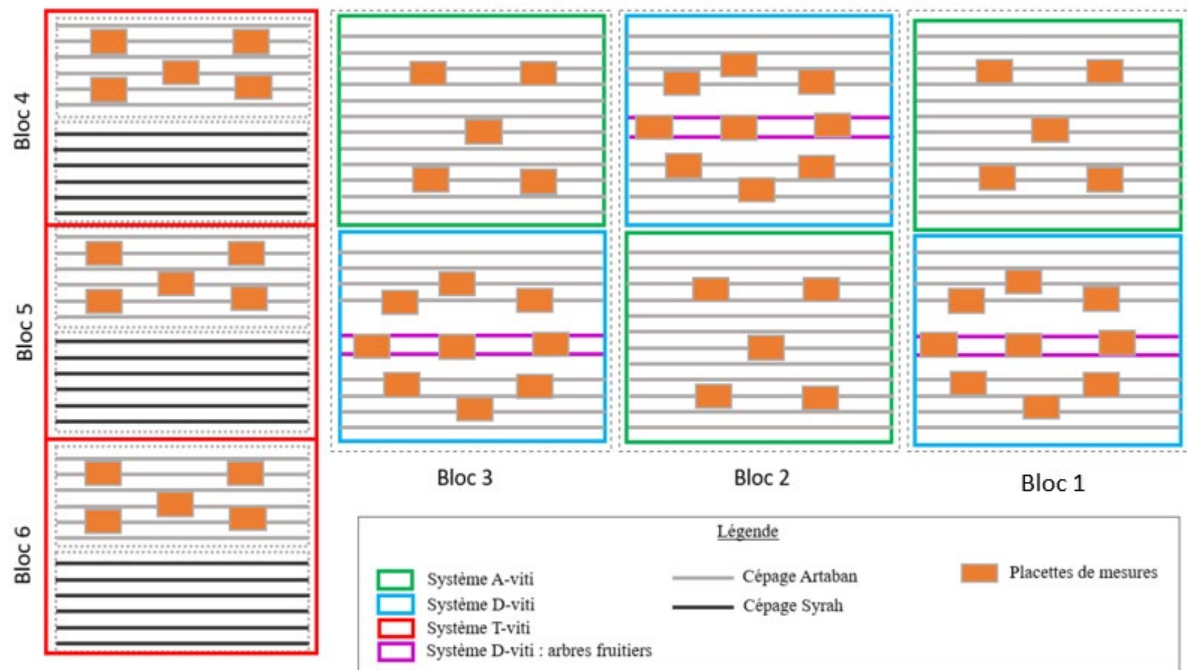 Bloc 4
Bloc 5
Bloc 6
Bloc 3
Bloc 2
Bloc 1
Légende
Système A-viti
Système D-viti
Système T-viti
Système D-viti : arbres fruitiers
Cépage Artaban
Cépage Syrah
Placettes de mesures